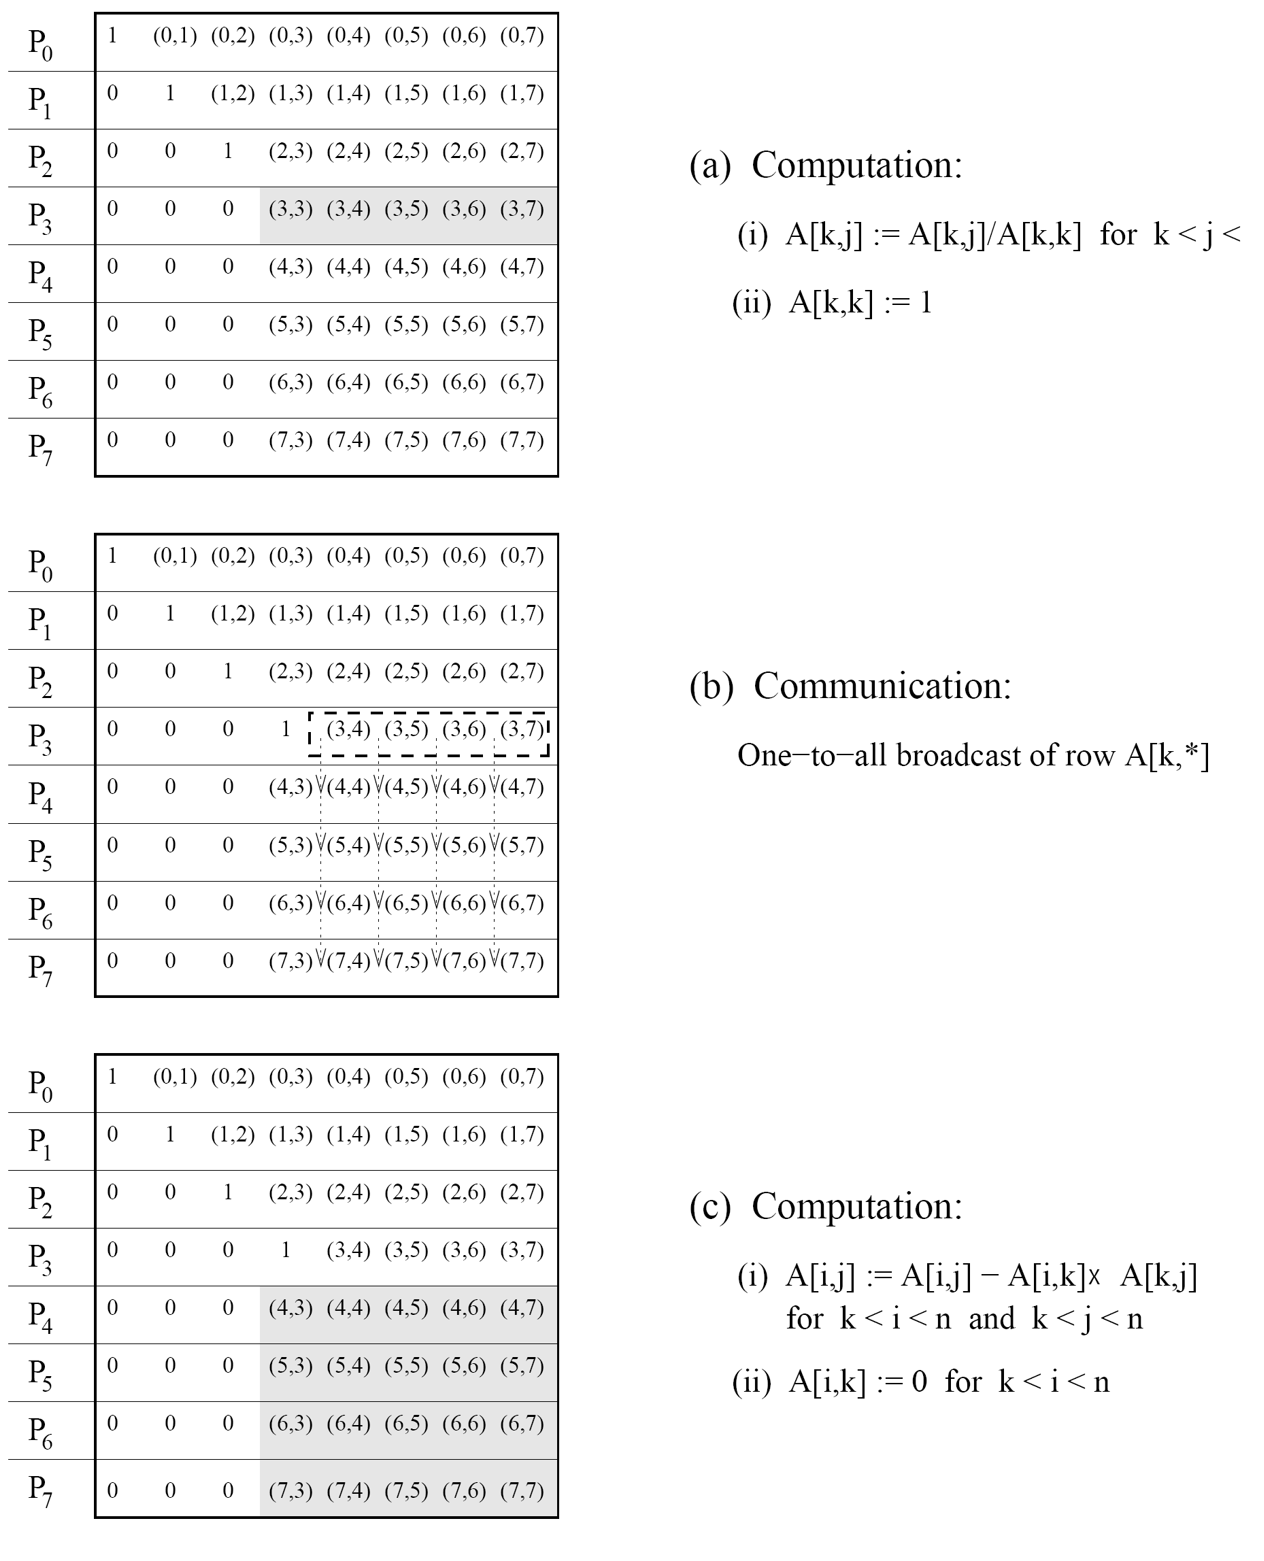 P0 1 (0,1) (0,2) (0,3) (0,4) (0,5) (0,6) (0,7)
P1 0 1 (1,2) (1,3) (1,4) (1,5) (1,6) (1,7)
P2 0 0 1 (2,3) (2,4) (2,5) (2,6) (2,7)
P3 0 0 0 (3,3) (3,4) (3,5) (3,6) (3,7)
P4 0 0 0 (4,3) (4,4) (4,5) (4,6) (4,7)
P5 0 0 0 (5,3) (5,4) (5,5) (5,6) (5,7)
P6 0 0 0 (6,3) (6,4) (6,5) (6,6) (6,7)
P7 0 0 0 (7,3) (7,4) (7,5) (7,6) (7,7)
(a) Computation:
(i) A[k,j] := A[k,j]/A[k,k] for k < j <
(ii) A[k,k] := 1
P0 1 (0,1) (0,2) (0,3) (0,4) (0,5) (0,6) (0,7)
P1 0 1 (1,2) (1,3) (1,4) (1,5) (1,6) (1,7)
P2 0 0 1 (2,3) (2,4) (2,5) (2,6) (2,7)
P3 0 0 0 1 (3,4) (3,5) (3,6) (3,7)
P4 0 0 0 (4,3) (4,4) (4,5) (4,6) (4,7)
P5 0 0 0 (5,3) (5,4) (5,5) (5,6) (5,7)
P6 0 0 0 (6,3) (6,4) (6,5) (6,6) (6,7)
P7 0 0 0 (7,3) (7,4) (7,5) (7,6) (7,7)
(b) Communication:
One−to−all broadcast of row A[k,*]
P0 1 (0,1) (0,2) (0,3) (0,4) (0,5) (0,6) (0,7)
P1 0 1 (1,2) (1,3) (1,4) (1,5) (1,6) (1,7)
P2 0 0 1 (2,3) (2,4) (2,5) (2,6) (2,7)
P3 0 0 0 1 (3,4) (3,5) (3,6) (3,7)
P4 0 0 0 (4,3) (4,4) (4,5) (4,6) (4,7)
P5 0 0 0 (5,3) (5,4) (5,5) (5,6) (5,7)
P6 0 0 0 (6,3) (6,4) (6,5) (6,6) (6,7)
P7 0 0 0 (7,3) (7,4) (7,5) (7,6) (7,7)
(c) Computation:
(i) A[i,j] := A[i,j] − A[i,k]x A[k,j]
for k < i < n and k < j < n
(ii) A[i,k] := 0 for k < i < n